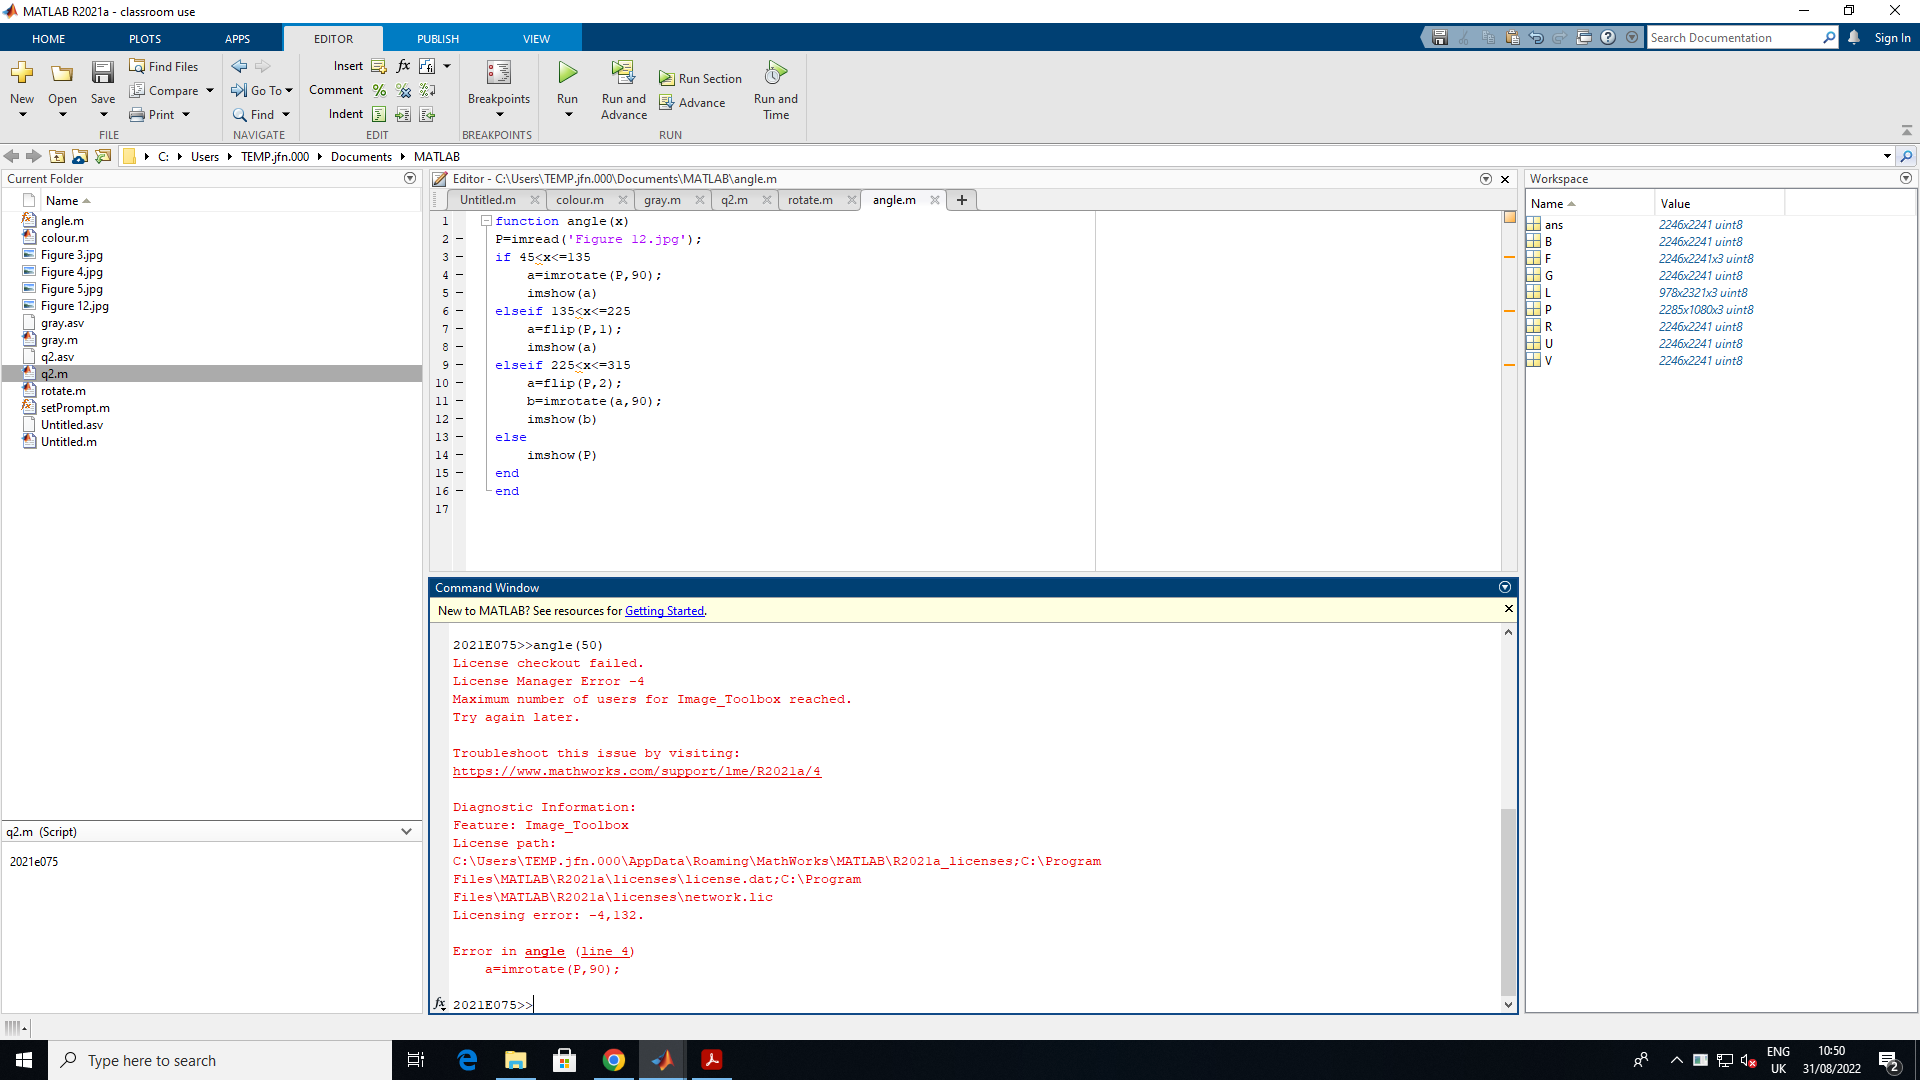 MATLAB R2021a - classroom use
HOME PLOTS APPS EDITOR PUBLISH VIEW
Search Documentation
Sign In
New Open Save
Find Files
Compare
Print
FILE
Go To
Find
NAVIGATE
Insert fx
Comment
Indent
EDIT
Breakpoints
BREAKPOINTS
Run
Run and Advance
Run Section
Advance
Run and Time
RUN
C: Users TEMP.jfn.000 Documents MATLAB
Current Folder
Name
angle.m
colour.m
Figure 3.jpg
Figure 4.jpg
Figure 5.jpg
Figure 12.jpg
gray.asv
gray.m
q2.asv
q2.m
rotate.m
setPrompt.m
Untitled.asv
Untitled.m
q2.m (Script)
2021e075
Editor - C:\Users\TEMP.jfn.000\Documents\MATLAB\angle.m
Untitled.m colour.m gray.m q2.m rotate.m angle.m
1 function angle(x)
2 P=imread('Figure 12.jpg');
3 if 45<x<=135
4 a=imrotate(P,90);
5 imshow(a)
6 elseif 135<x<=225
7 a=flip(P,1);
8 imshow(a)
9 elseif 225<x<=315
10 a=flip(P,2);
11 b=imrotate(a,90);
12 imshow(b)
13 else
14 imshow(P)
15 end
16 end
17
Command Window
New to MATLAB? See resources for Getting Started.
2021E075>>angle(50)
License checkout failed.
License Manager Error -4
Maximum number of users for Image_Toolbox reached.
Try again later.
Troubleshoot this issue by visiting:
https://www.mathworks.com/support/lme/R2021a/4
Diagnostic Information:
Feature: Image_Toolbox
License path:
C:\Users\TEMP.jfn.000\AppData\Roaming\MathWorks\MATLAB\R2021a_licenses;C:\Program
Files\MATLAB\R2021a\licenses\license.dat;C:\Program
Files\MATLAB\R2021a\licenses\network.lic
Licensing error: -4,132.
Error in angle (line 4)
a=imrotate(P,90);
fx 2021E075>>
Workspace
Name Value
ans 2246x2241 uint8
B 2246x2241 uint8
F 2246x2241x3 uint8
G 2246x2241 uint8
L 978x2321x3 uint8
P 2285x1080x3 uint8
R 2246x2241 uint8
U 2246x2241 uint8
V 2246x2241 uint8
Type here to search
ENG
UK
10:50
31/08/2022
2